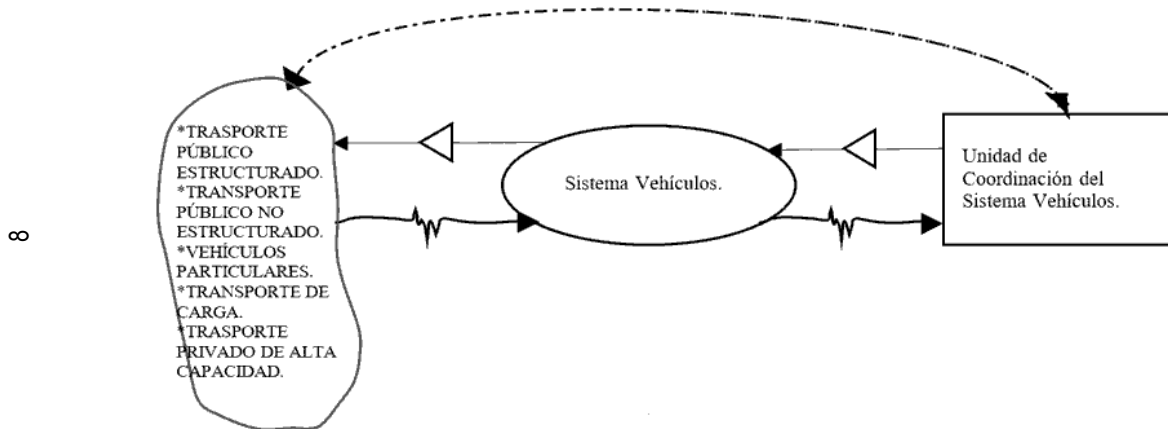 *TRASPORTE
PÚBLICO
ESTRUCTURADO.
*TRANSPORTE
PÚBLICO NO
ESTRUCTURADO.
*VEHÍCULOS
PARTICULARES.
*TRANSPORTE DE
CARGA.
*TRASPORTE
PRIVADO DE ALTA
CAPACIDAD.
Sistema Vehículos.
Unidad de
Coordinación del
Sistema Vehículos.
8